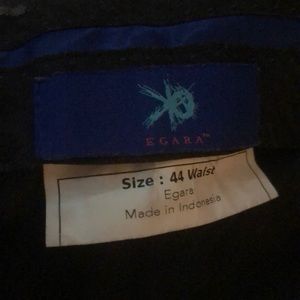 EGARA™
Size : 44 Waist
Egara
Made in Indonesia